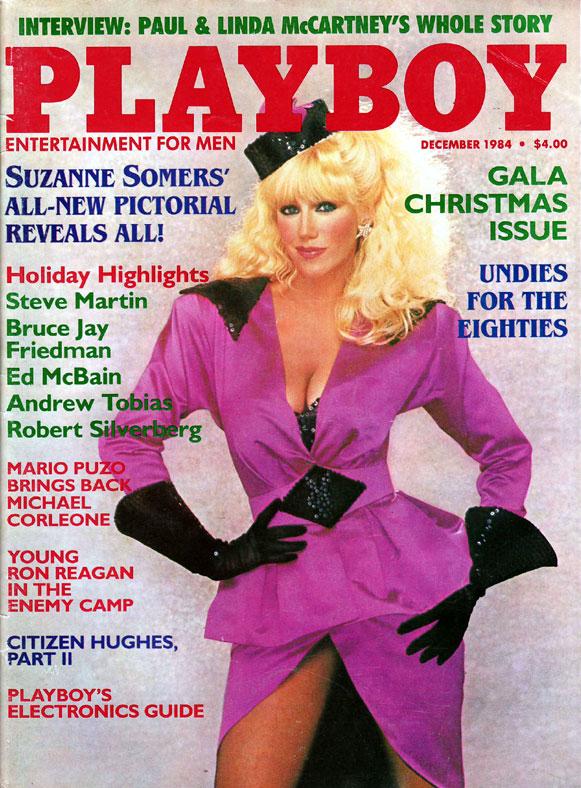 INTERVIEW: PAUL & LINDA McCARTNEY'S WHOLE STORY
PLAYBOY
ENTERTAINMENT FOR MEN
DECEMBER 1984 • $4.00
SUZANNE SOMERS'
ALL-NEW PICTORIAL
REVEALS ALL!
GALA
CHRISTMAS
ISSUE
UNDIES
FOR THE
EIGHTIES
Holiday Highlights
Steve Martin
Bruce Jay
Friedman
Ed McBain
Andrew Tobias
Robert Silverberg
MARIO PUZO
BRINGS BACK
MICHAEL
CORLEONE
YOUNG
RON REAGAN
IN THE
ENEMY CAMP
CITIZEN HUGHES,
PART II
PLAYBOY'S
ELECTRONICS GUIDE